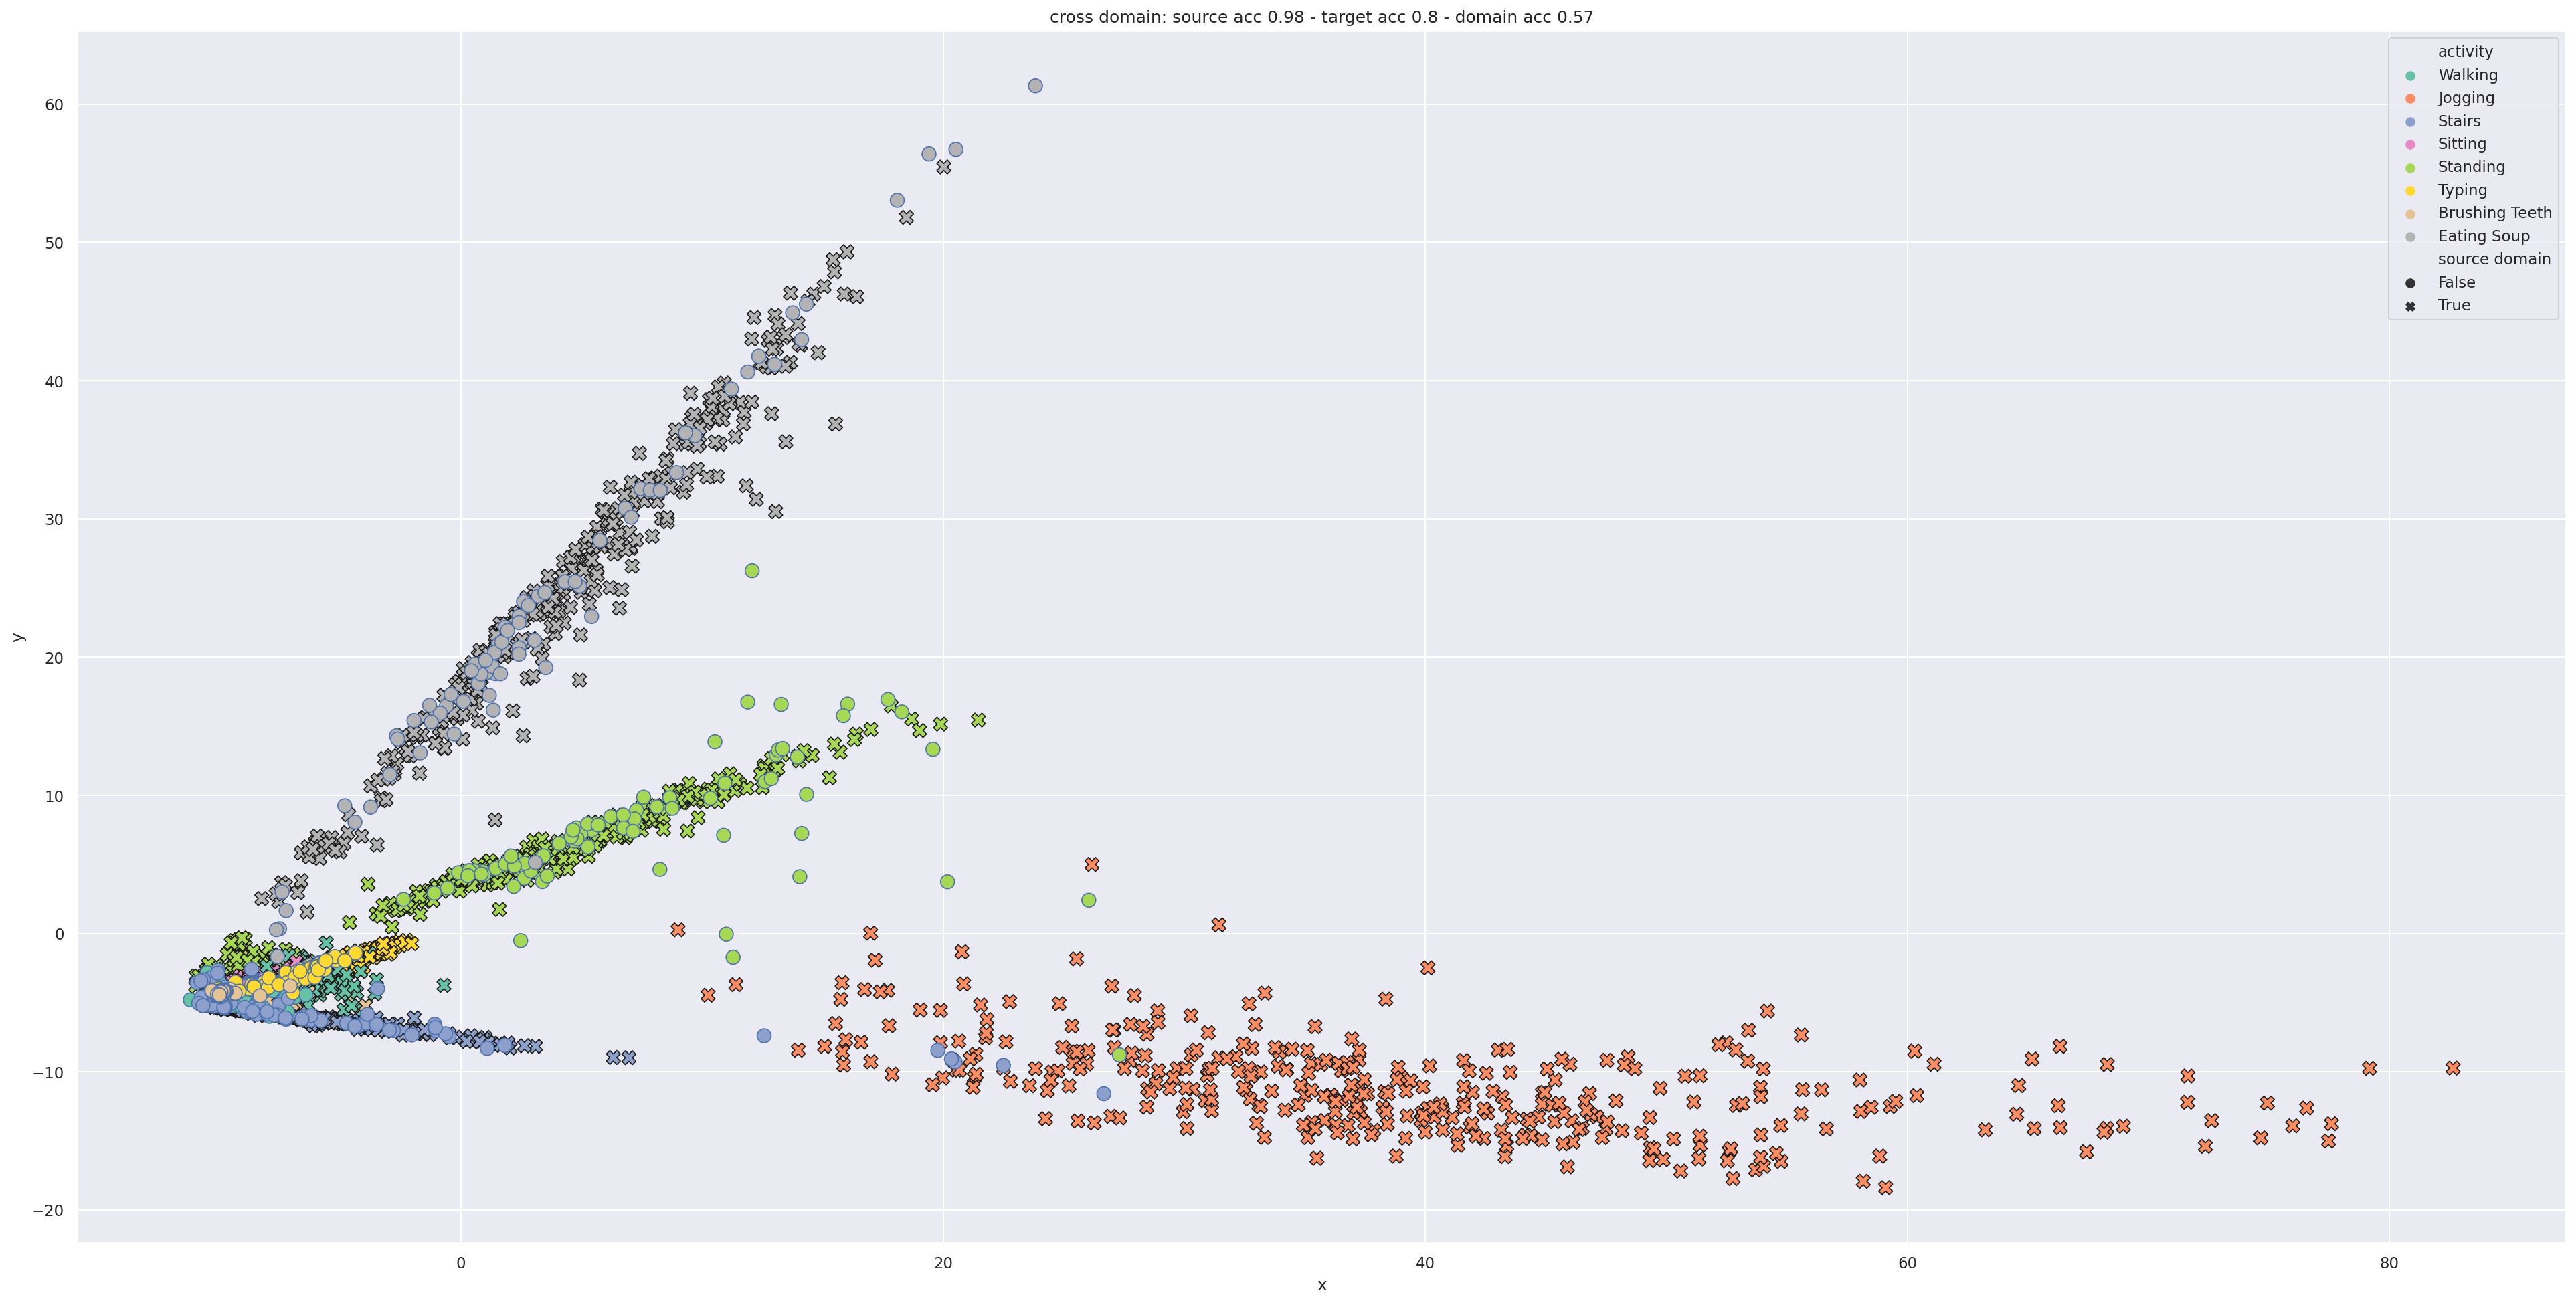 cross domain: source acc 0.98 - target acc 0.8 - domain acc 0.57
activity
Walking
Jogging
Stairs
Sitting
Standing
Typing
Brushing Teeth
Eating Soup
source domain
False
True
60
50
40
30
20
10
0
−10
−20
y
0 20 40 60 80
x